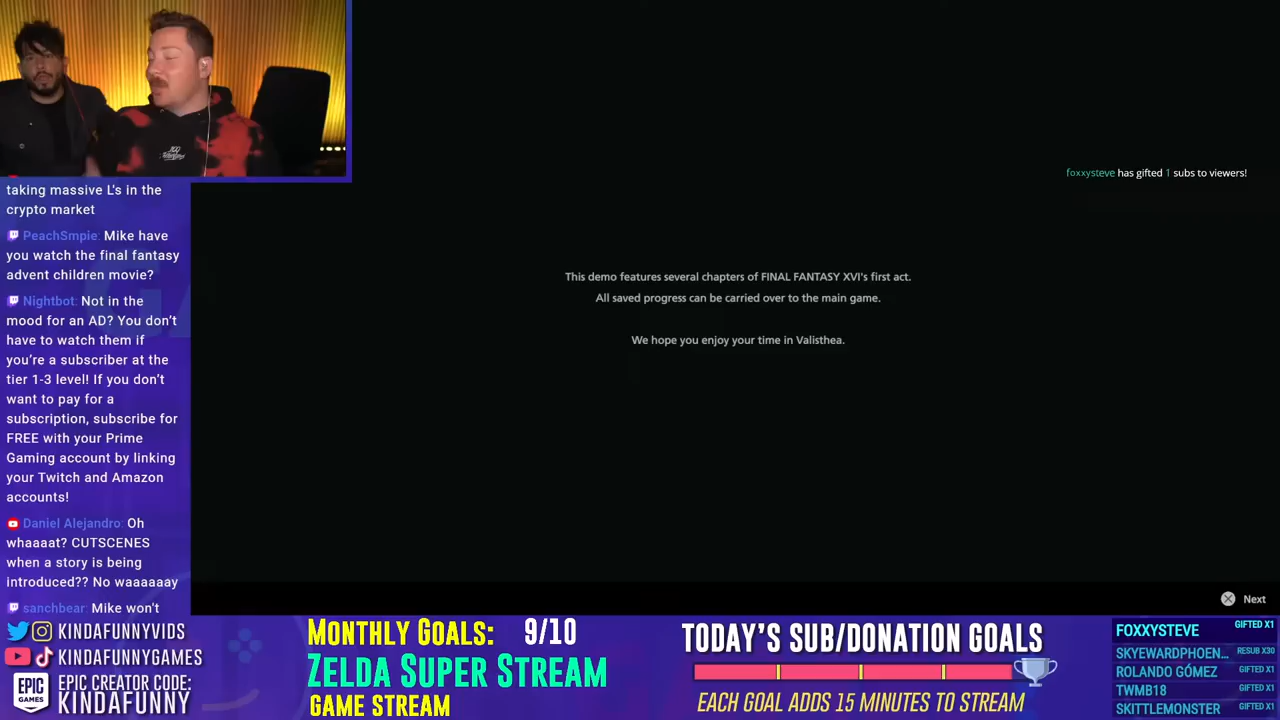 taking massive L's in the
crypto market
PeachSmpie: Mike have
you watch the final fantasy
advent children movie?
Nightbot: Not in the
mood for an AD? You don't
have to watch them if
you're a subscriber at the
tier 1-3 level! If you don't
want to pay for a
subscription, subscribe for
FREE with your Prime
Gaming account by linking
your Twitch and Amazon
accounts!
Daniel Alejandro: Oh
whaaaat? CUTSCENES
when a story is being
introduced?? No waaaaaay
sanchbear: Mike won't
foxxysteve has gifted 1 subs to viewers!
This demo features several chapters of FINAL FANTASY XVI's first act.
All saved progress can be carried over to the main game.
We hope you enjoy your time in Valisthea.
Next
KINDAFUNNYVIDS
KINDAFUNNYGAMES
EPIC GAMES
EPIC CREATOR CODE:
KINDAFUNNY
MONTHLY GOALS: 9/10
ZELDA SUPER STREAM
GAME STREAM
TODAY'S SUB/DONATION GOALS
EACH GOAL ADDS 15 MINUTES TO STREAM
FOXXYSTEVE GIFTED X1
SKYEWARDPHOEN... RESUB X30
ROLANDO GÓMEZ GIFTED X1
TWMB18 GIFTED X1
SKITTLEMONSTER GIFTED X1